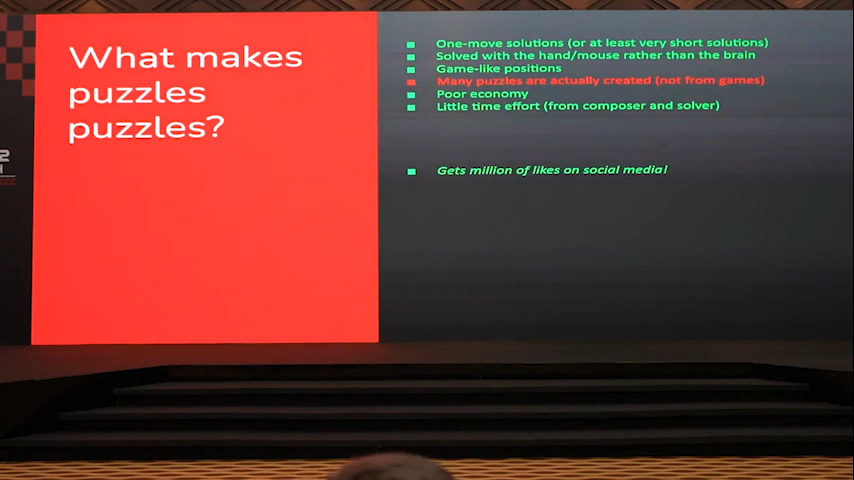 What makes
puzzles
puzzles?
One-move solutions (or at least very short solutions)
Solved with the hand/mouse rather than the brain
Game-like positions
Many puzzles are actually created (not from games)
Poor economy
Little time effort (from composer and solver)
Gets million of likes on social media!